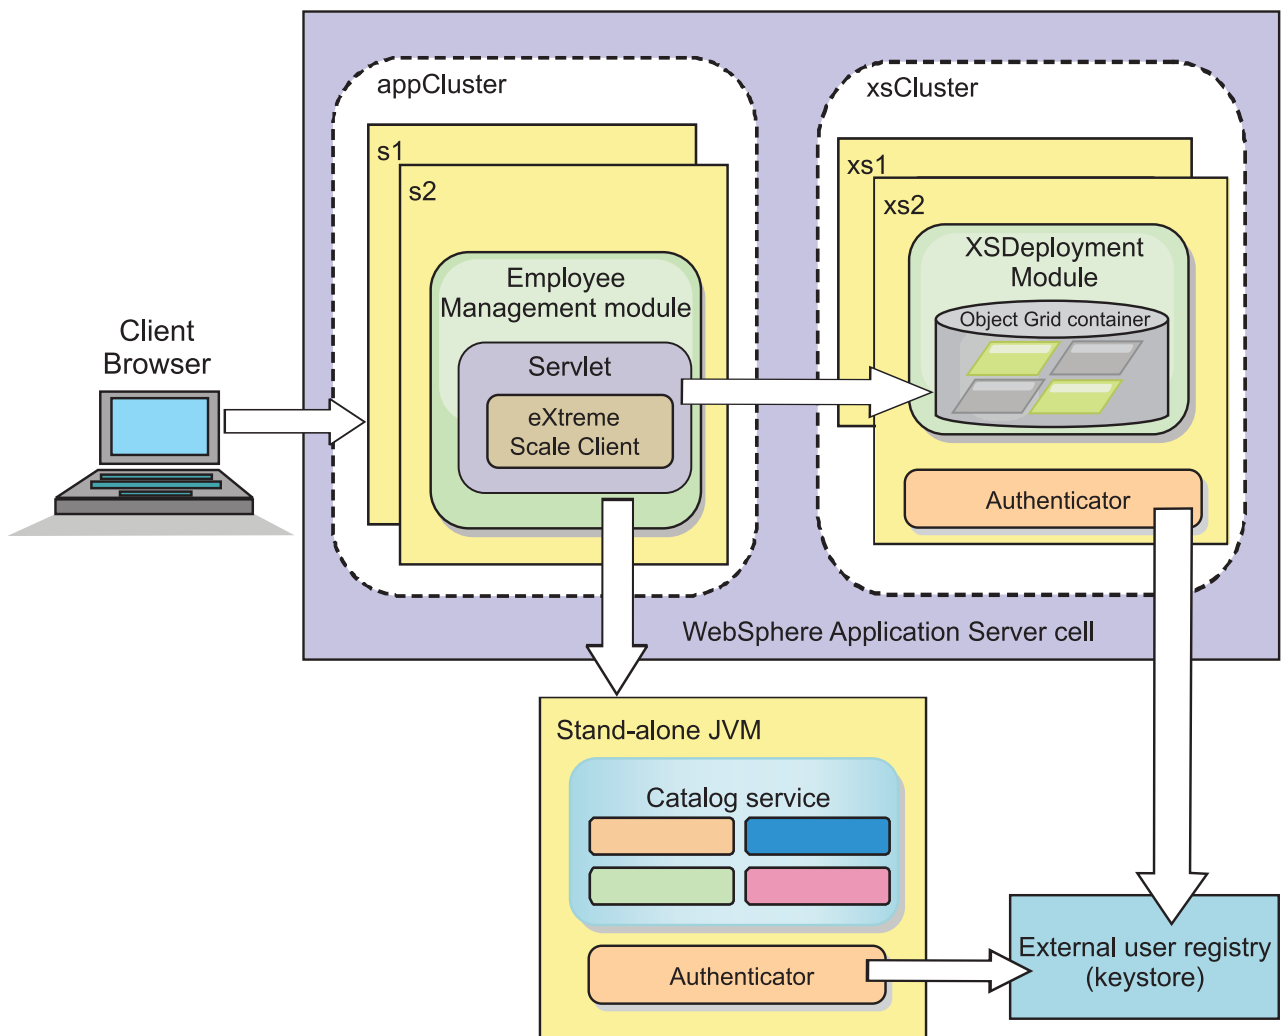 appCluster
s1
s2
Employee
Management module
Servlet
eXtreme
Scale Client
Client
Browser
xsCluster
xs1
xs2
XSDeployment
Module
Object Grid container
Authenticator
WebSphere Application Server cell
Stand-alone JVM
Catalog service
Authenticator
External user registry
(keystore)